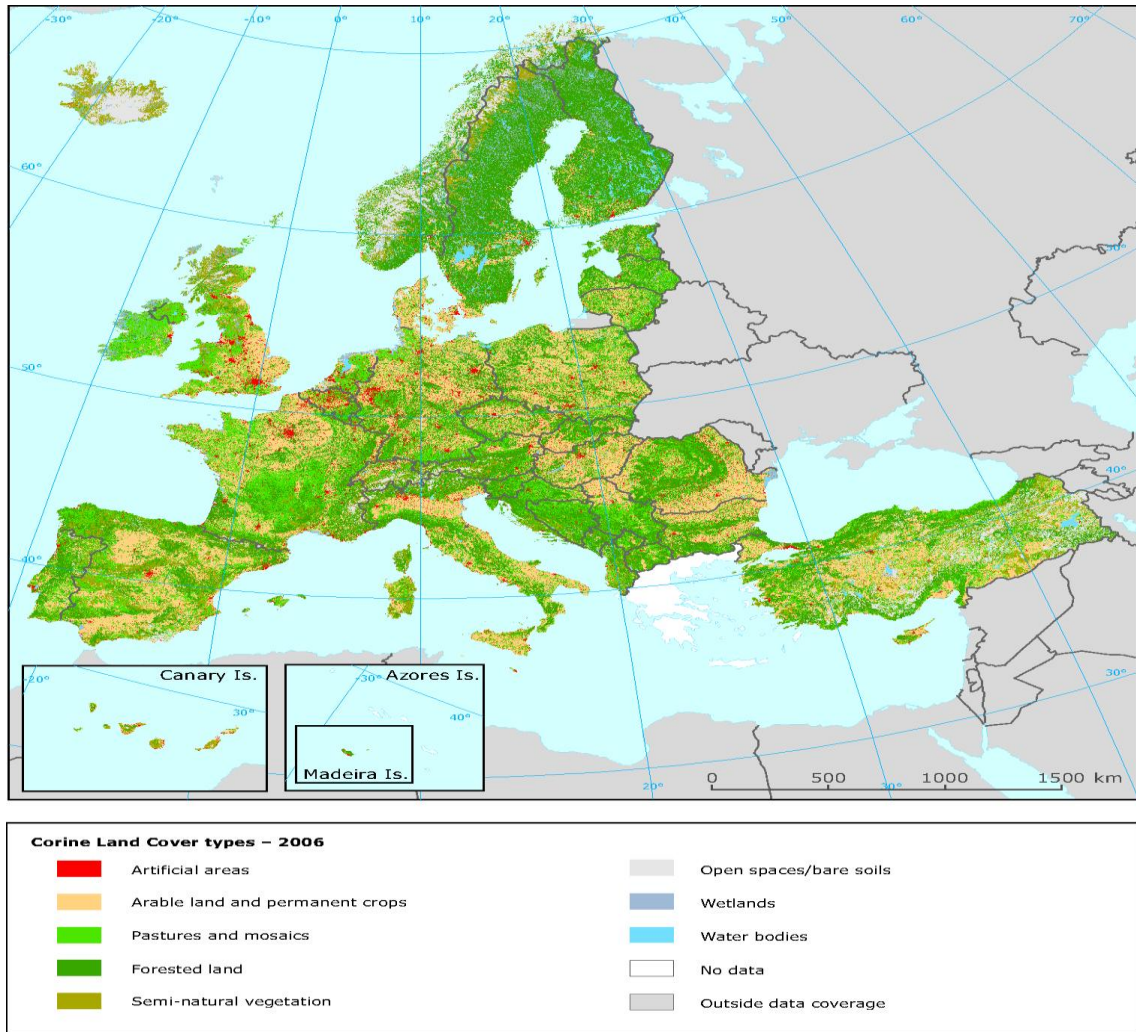 -30° -20° -10° 0° 10° 20° 30° 40° 50° 60° 70°
60°
50°
50°
40°
40°
30°
Canary Is.
-20°
30°
Azores Is.
-30°
40°
Madeira Is.
0 500 1000 1500 km
20° 30°
Corine Land Cover types – 2006
Artificial areas
Arable land and permanent crops
Pastures and mosaics
Forested land
Semi-natural vegetation
Open spaces/bare soils
Wetlands
Water bodies
No data
Outside data coverage